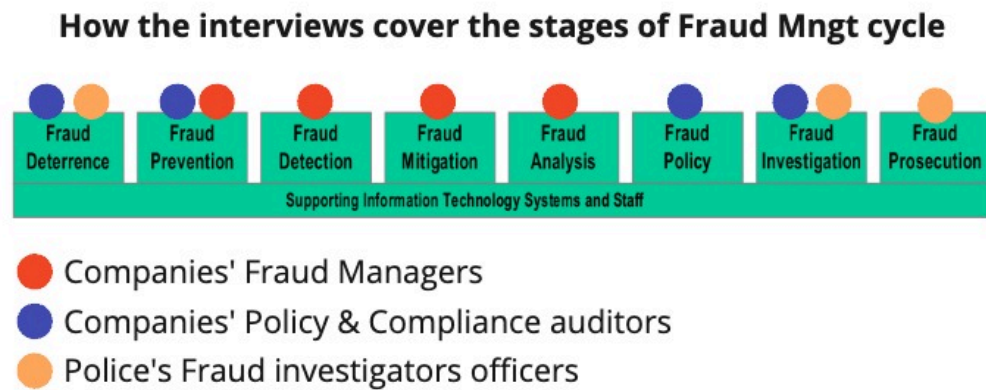 How the interviews cover the stages of Fraud Mngt cycle
Fraud Deterrence
Fraud Prevention
Fraud Detection
Fraud Mitigation
Fraud Analysis
Fraud Policy
Fraud Investigation
Fraud Prosecution
Supporting Information Technology Systems and Staff
Companies' Fraud Managers
Companies' Policy & Compliance auditors
Police's Fraud investigators officers